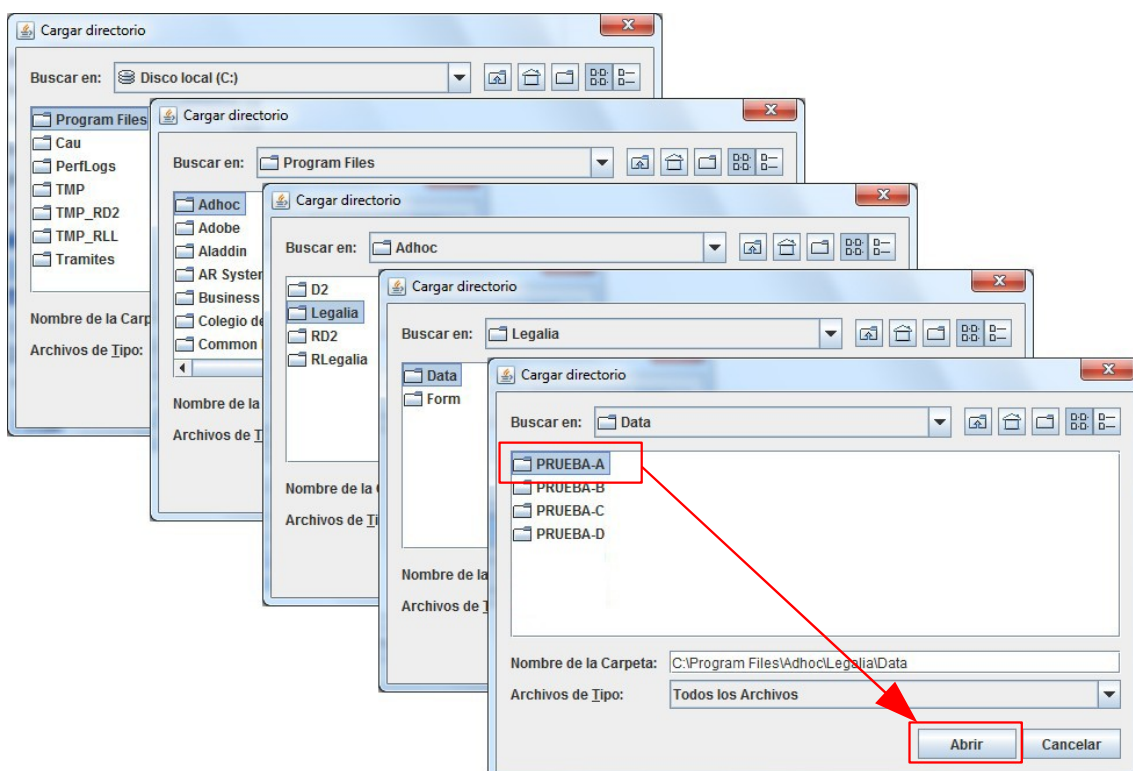 Cargar directorio
Buscar en: Disco local (C:)
Program Files
Cau
PerfLogs
TMP
TMP_RD2
TMP_RLL
Tramites
Nombre de la Carp
Archivos de Tipo:
Cargar directorio
Buscar en: Program Files
Adhoc
Adobe
Aladdin
AR System
Business
Colegio de
Common
Nombre de la
Archivos de T
Cargar directorio
Buscar en: Adhoc
D2
Legalia
RD2
RLegalia
Nombre de la
Archivos de Ti
Cargar directorio
Buscar en: Legalia
Data
Form
Nombre de la
Archivos de T
Cargar directorio
Buscar en: Data
PRUEBA-A
PRUEBA-B
PRUEBA-C
PRUEBA-D
Nombre de la Carpeta: C:\Program Files\Adhoc\Legalia\Data
Archivos de Tipo: Todos los Archivos
Abrir Cancelar